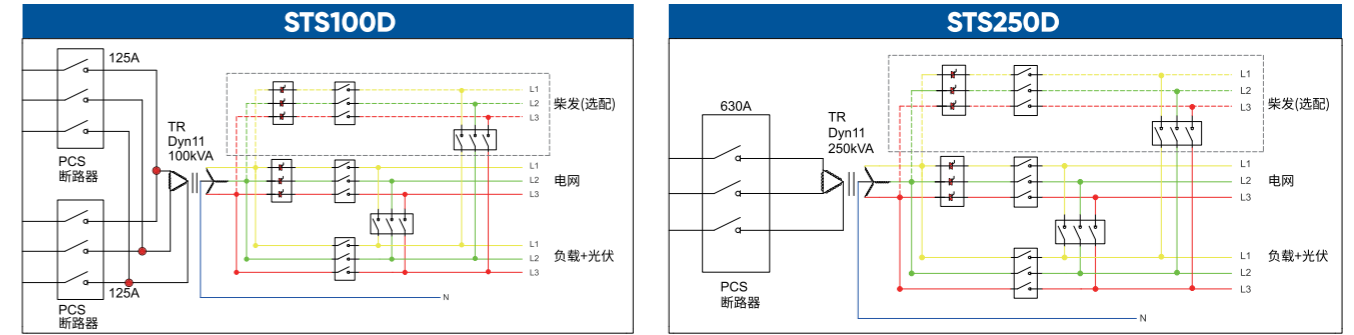 STS100D
125A
PCS
断路器
TR
Dyn11
100kVA
125A
PCS
断路器
L1
L2
L3
柴发(选配)
L1
L2
L3
电网
L1
L2
L3
负载+光伏
N
STS250D
630A
PCS
断路器
TR
Dyn11
250kVA
L1
L2
L3
柴发(选配)
L1
L2
L3
电网
L1
L2
L3
负载+光伏
N